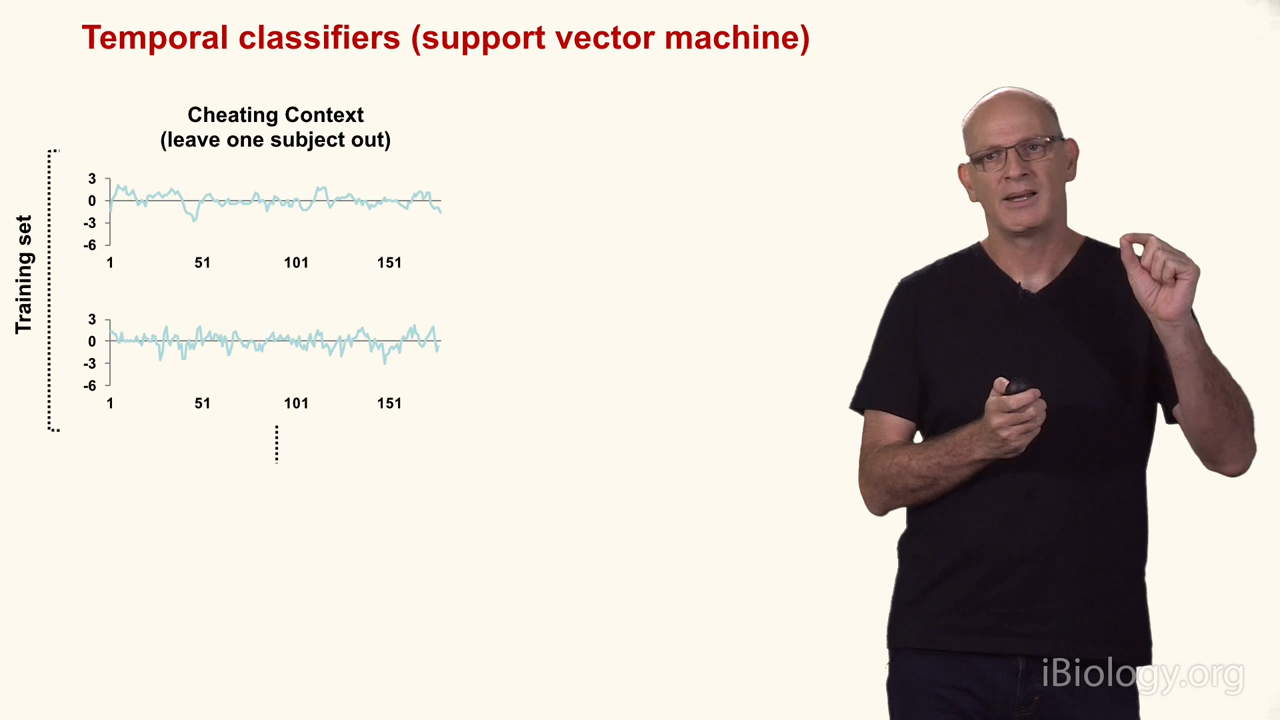 Temporal classifiers (support vector machine)
Cheating Context
(leave one subject out)
Training set
3
0
-3
-6
1 51 101 151
3
0
-3
-6
1 51 101 151
iBiology.org